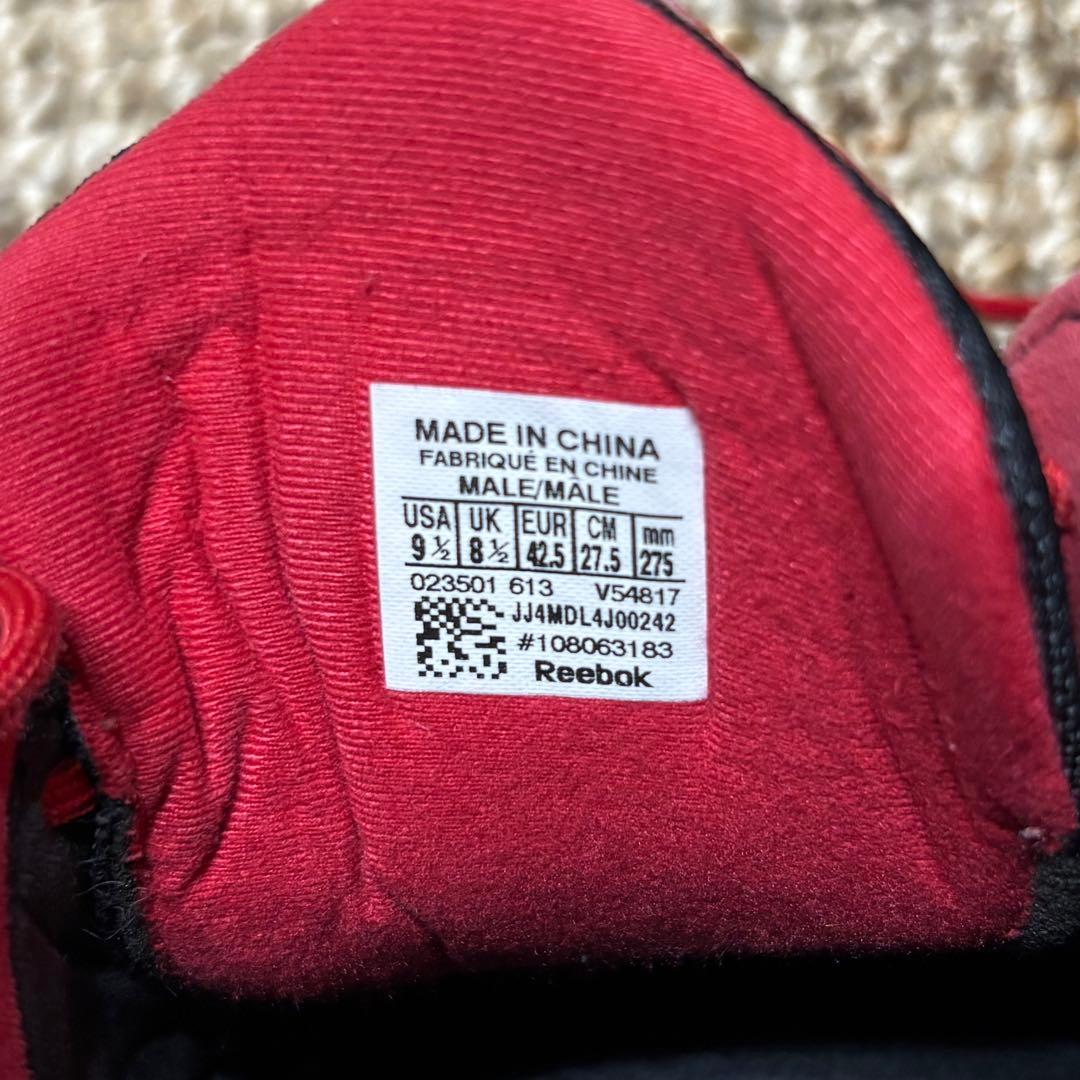 MADE IN CHINA
FABRIQUÉ EN CHINE
MALE/MÂLE
USA UK EUR CM mm
9 ½ 8 ½ 42.5 27.5 275
023501 613 V54817
JJ4MDL4J00242
#108063183
Reebok